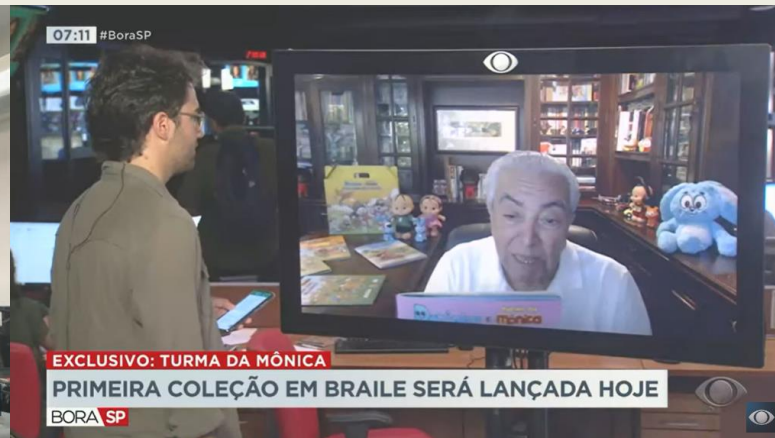 07:11 #BoraSP
mônica
EXCLUSIVO: TURMA DA MÔNICA
PRIMEIRA COLEÇÃO EM BRAILE SERÁ LANÇADA HOJE
BORA SP